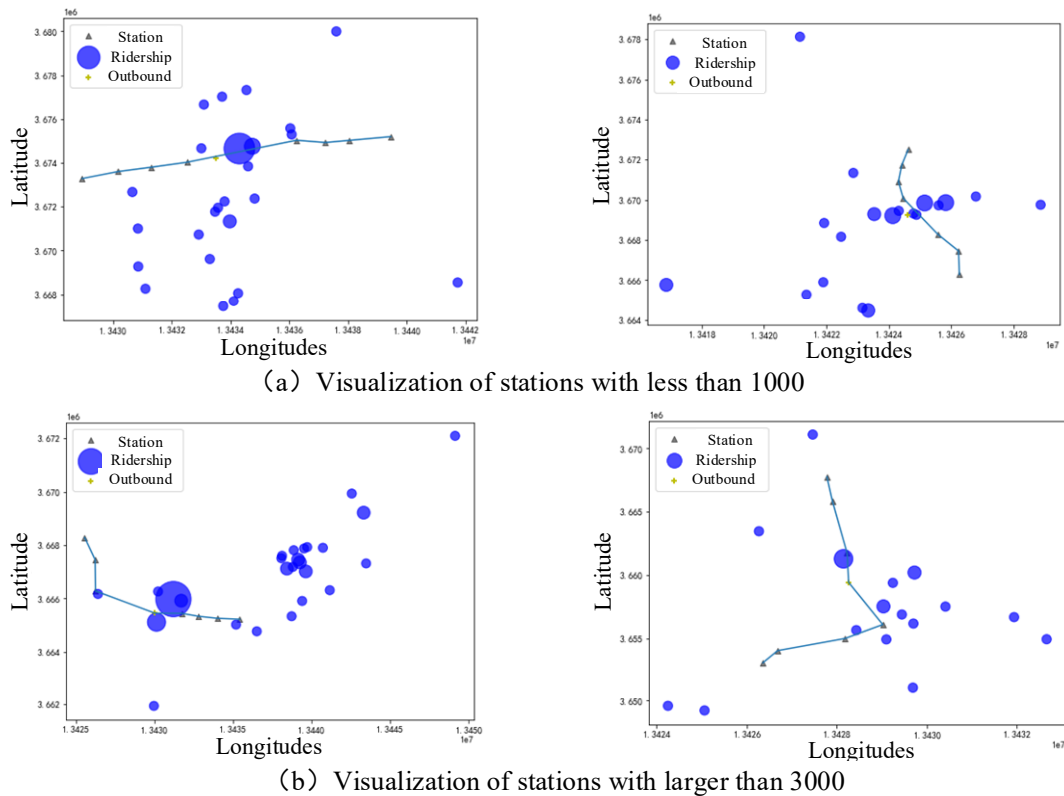 1e6
3.680
3.678
3.676
3.674
3.672
3.670
3.668
Latitude
Station
Ridership
Outbound
1.3430 1.3432 1.3434 1.3436 1.3438 1.3440 1.3442
1e7
Longitudes
1e6
3.678
3.676
3.674
3.672
3.670
3.668
3.666
3.664
Latitude
Station
Ridership
Outbound
1.3418 1.3420 1.3422 1.3424 1.3426 1.3428
1e7
Longitudes
（a）Visualization of stations with less than 1000
1e6
3.672
3.670
3.668
3.666
3.664
3.662
Latitude
Station
Ridership
Outbound
1.3425 1.3430 1.3435 1.3440 1.3445 1.3450
1e7
Longitudes
1e6
3.670
3.665
3.660
3.655
3.650
Latitude
Station
Ridership
Outbound
1.3424 1.3426 1.3428 1.3430 1.3432
1e7
Longitudes
（b）Visualization of stations with larger than 3000